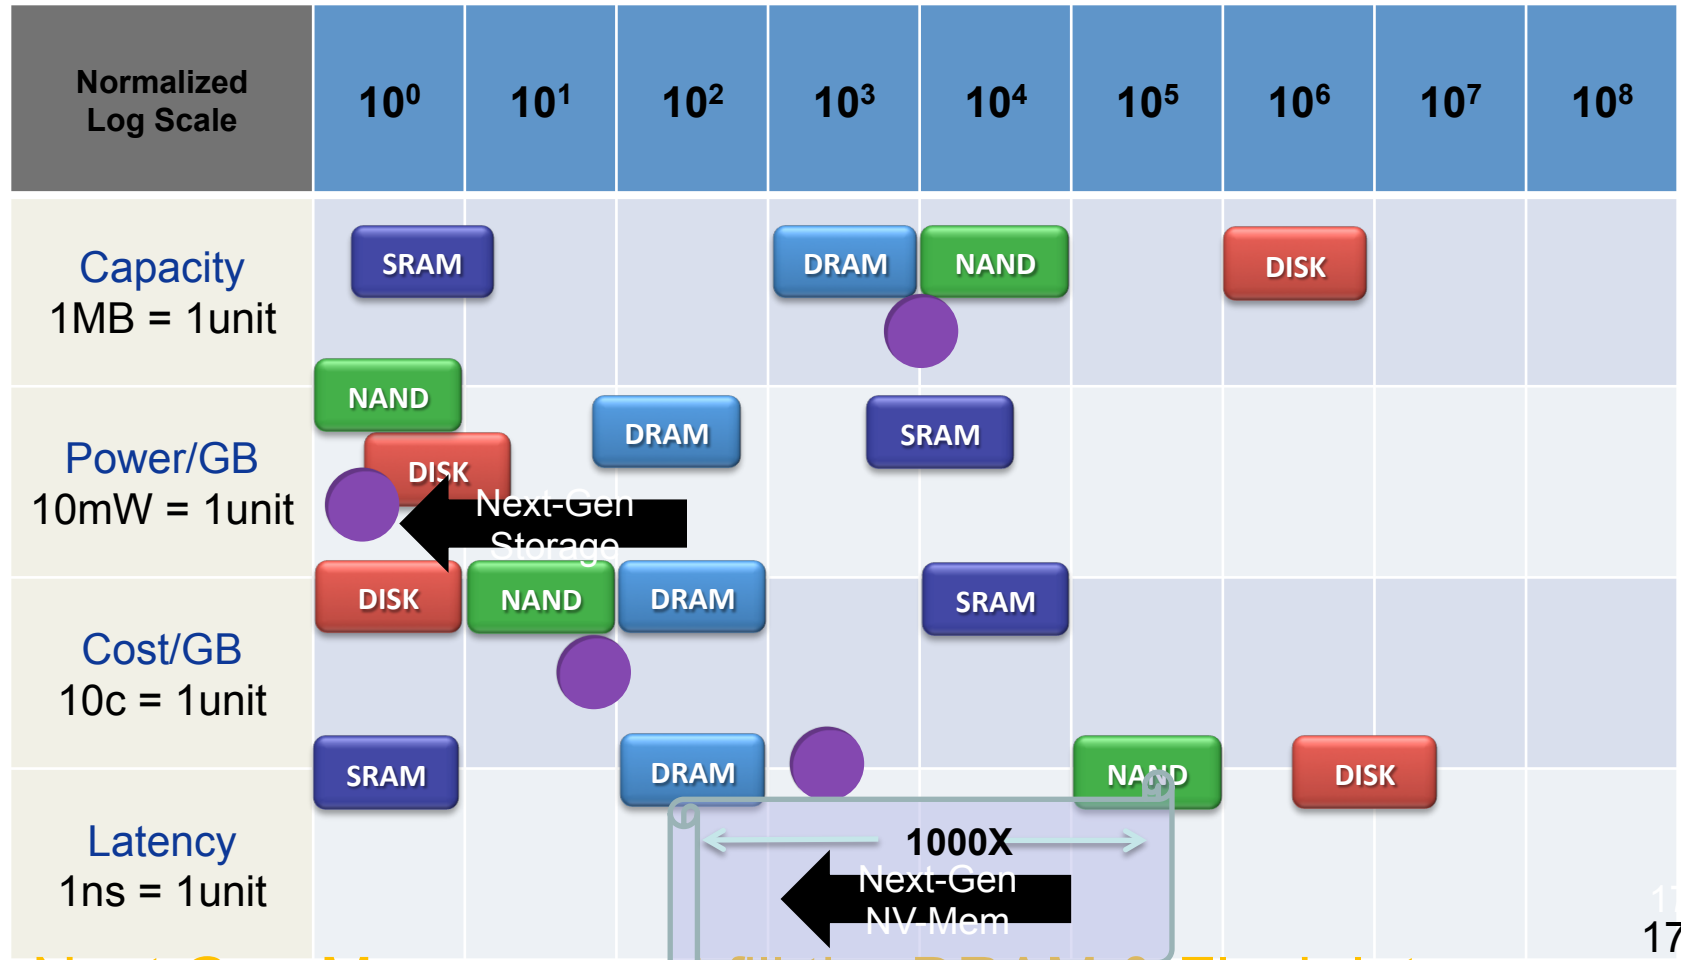 Normalized
Log Scale
10⁰ 10¹ 10² 10³ 10⁴ 10⁵ 10⁶ 10⁷ 10⁸
Capacity
1MB = 1unit
SRAM DRAM NAND DISK
Power/GB
10mW = 1unit
NAND DRAM SRAM
DISK
Next-Gen
Storage
Cost/GB
10c = 1unit
DISK NAND DRAM SRAM
Latency
1ns = 1unit
SRAM DRAM NAND DISK
1000X
Next-Gen
NV-Mem
17
17